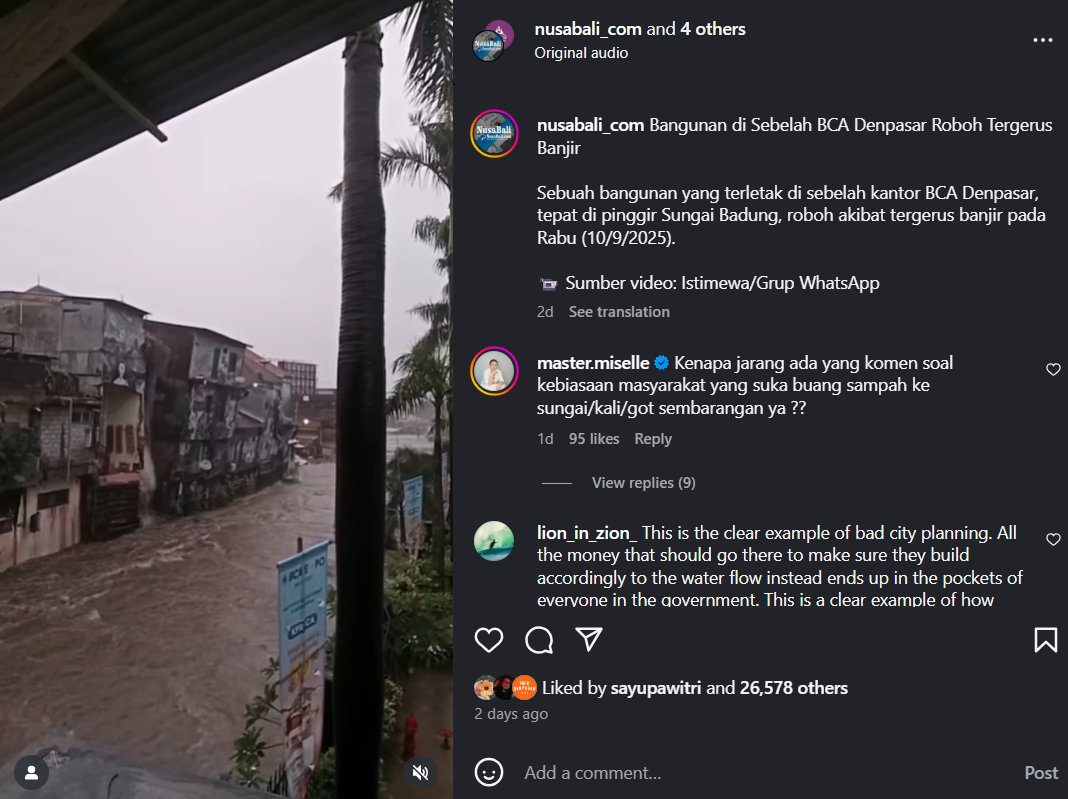 nusabali_com and 4 others
Original audio
nusabali_com Bangunan di Sebelah BCA Denpasar Roboh Tergerus
Banjir
Sebuah bangunan yang terletak di sebelah kantor BCA Denpasar,
tepat di pinggir Sungai Badung, roboh akibat tergerus banjir pada
Rabu (10/9/2025).
Sumber video: Istimewa/Grup WhatsApp
2d See translation
master.miselle Kenapa jarang ada yang komen soal
kebiasaan masyarakat yang suka buang sampah ke
sungai/kali/got sembarangan ya ??
1d 95 likes Reply
View replies (9)
lion_in_zion_ This is the clear example of bad city planning. All
the money that should go there to make sure they build
accordingly to the water flow instead ends up in the pockets of
everyone in the government. This is a clear example of how
Liked by sayupawitri and 26,578 others
2 days ago
Add a comment...
Post